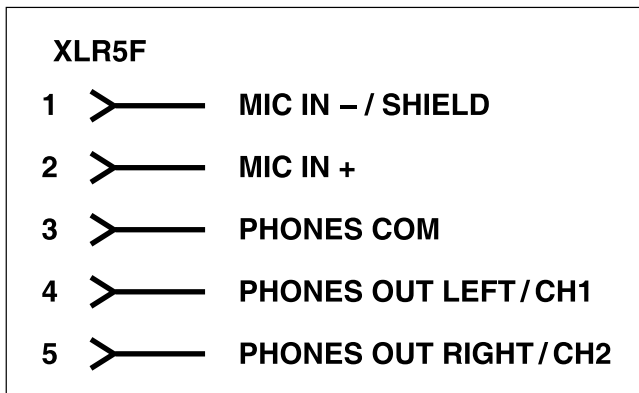 XLR5F
1 MIC IN – / SHIELD
2 MIC IN +
3 PHONES COM
4 PHONES OUT LEFT / CH1
5 PHONES OUT RIGHT / CH2